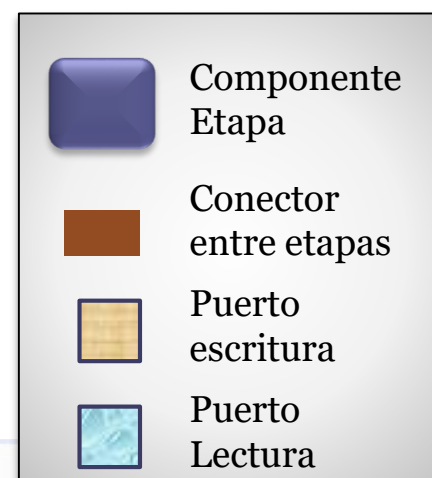 Componente
Etapa
Conector
entre etapas
Puerto
escritura
Puerto
Lectura